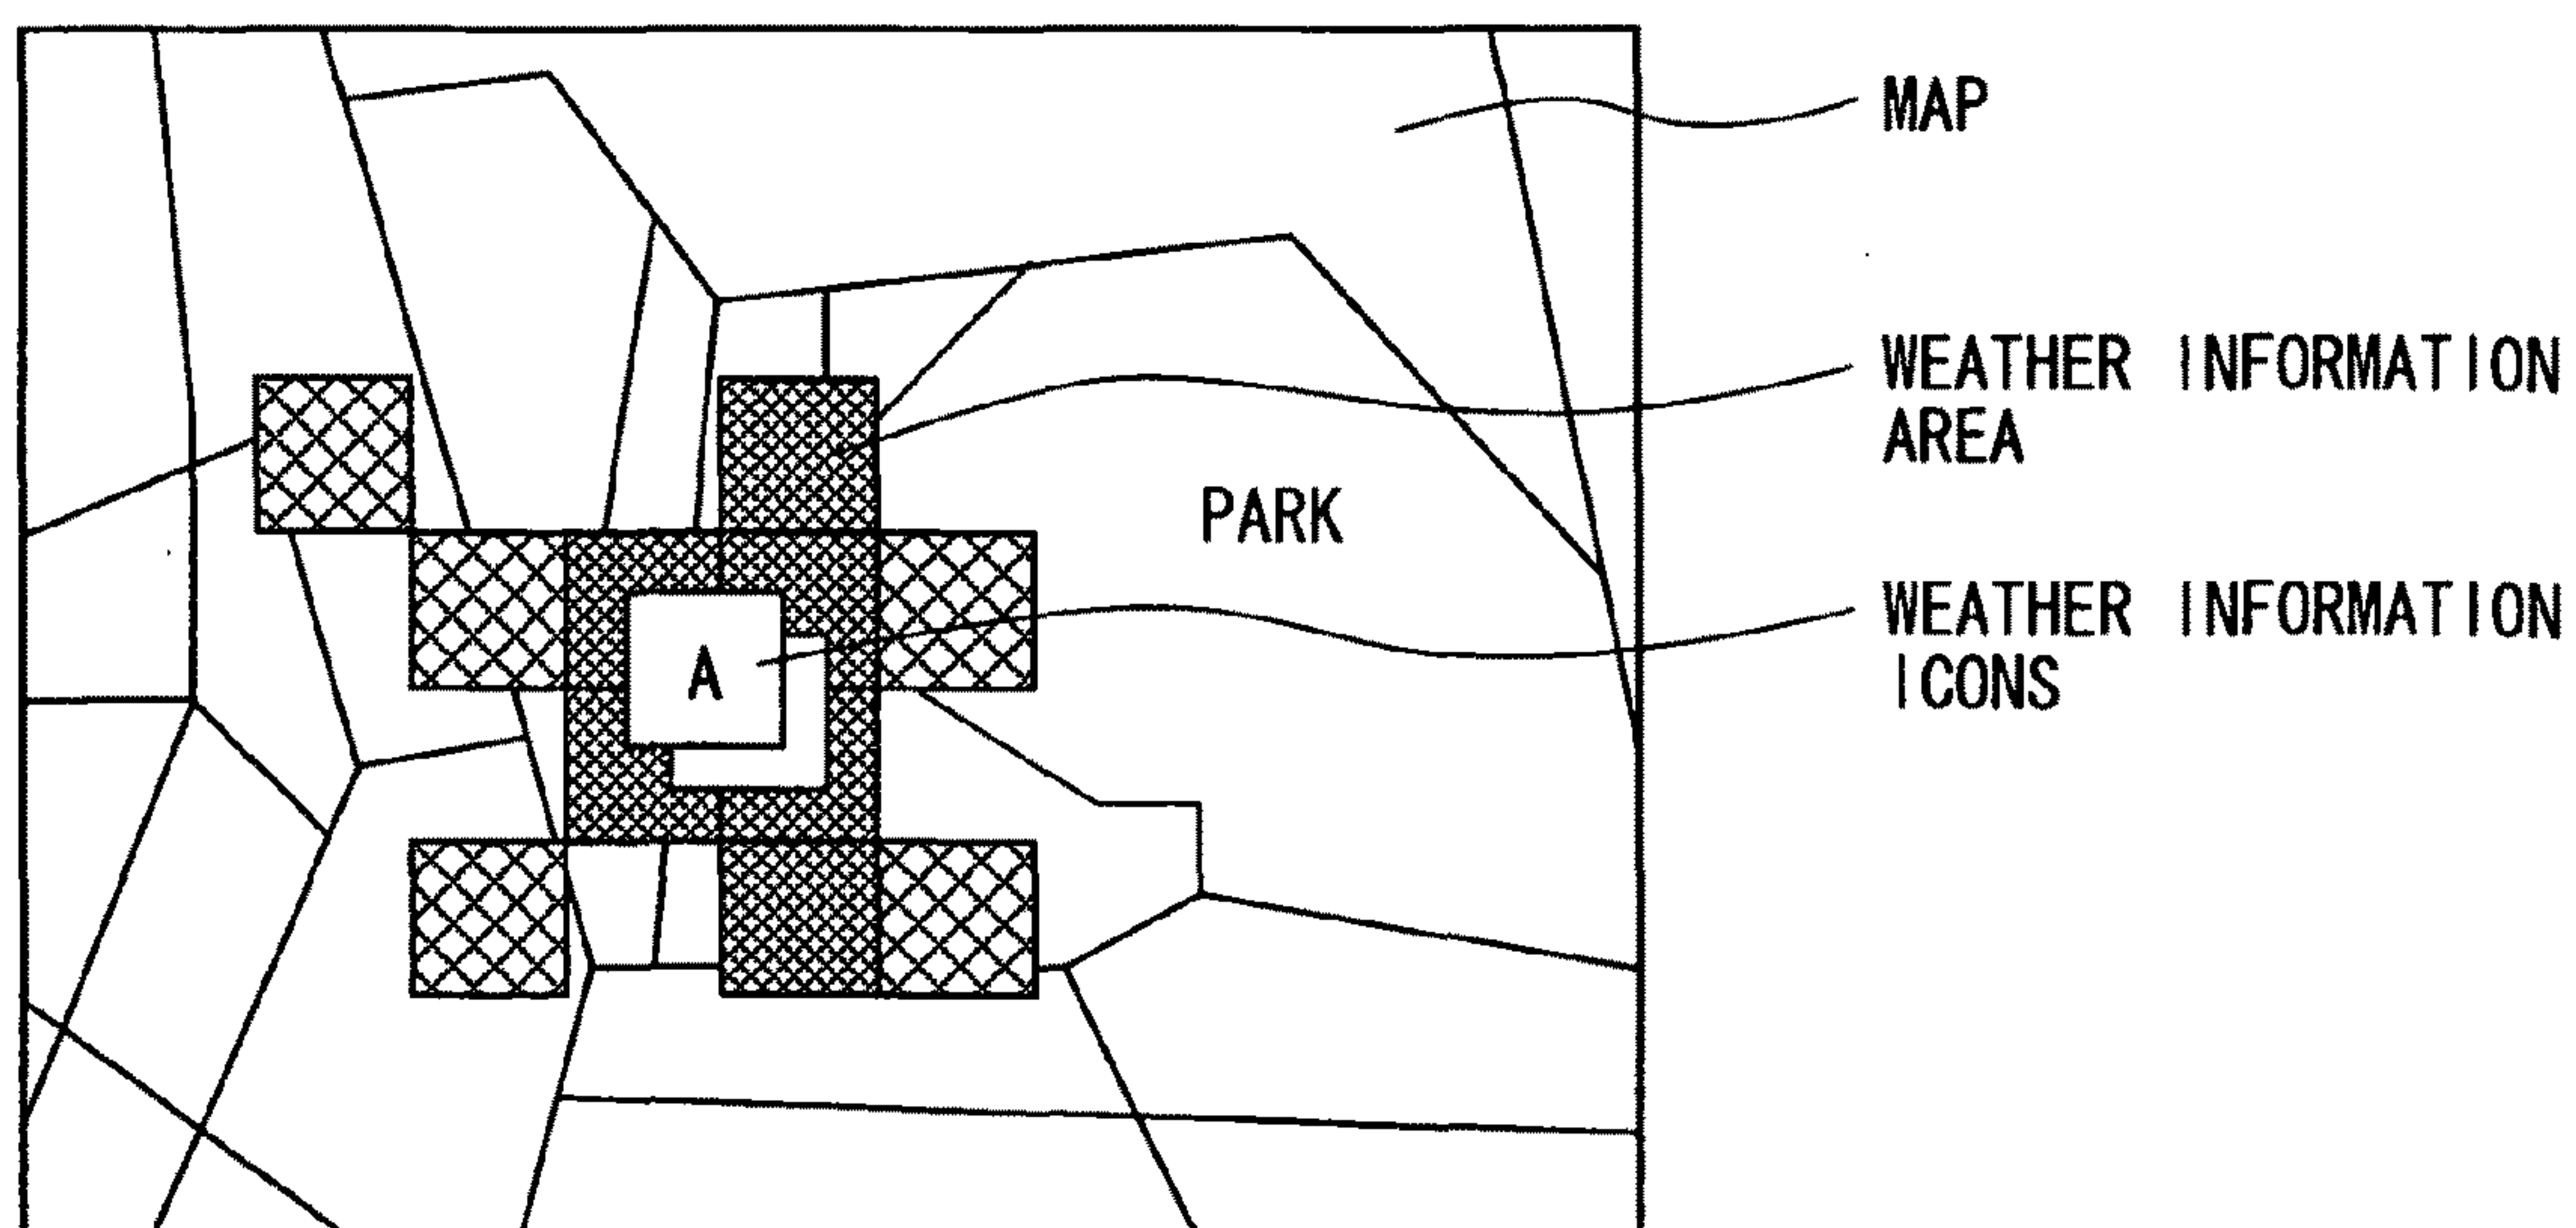 MAP
WEATHER INFORMATION
AREA
PARK
WEATHER INFORMATION
ICONS
A